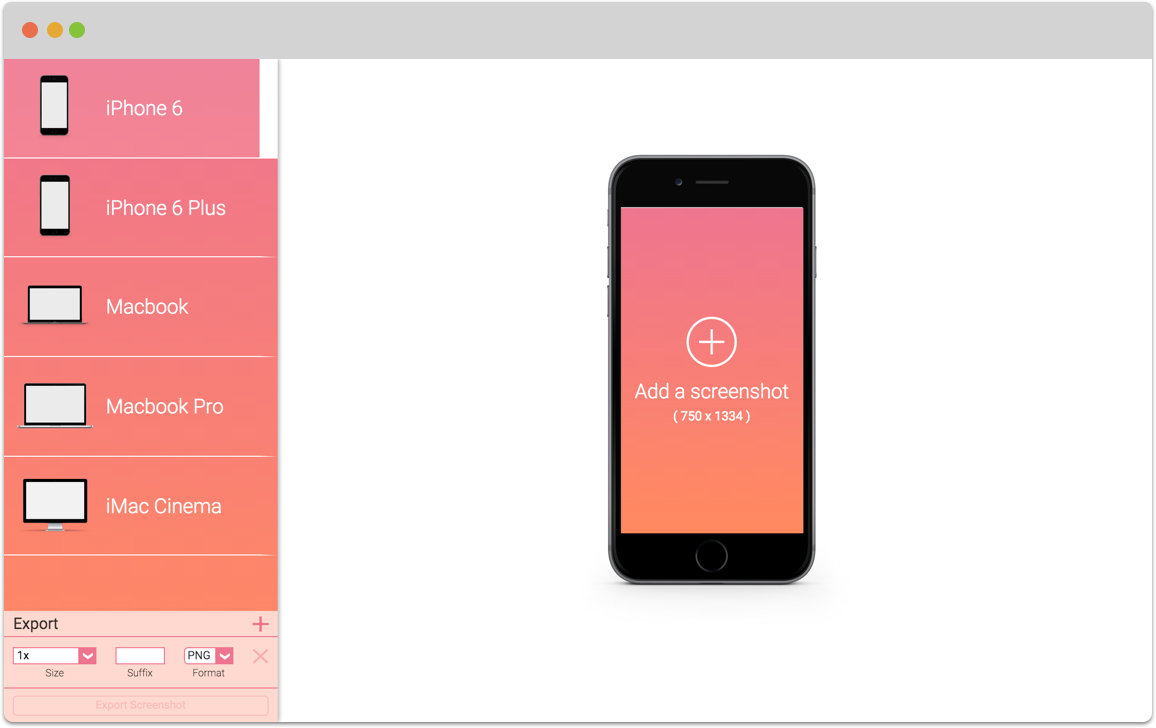 iPhone 6
iPhone 6 Plus
Macbook
Macbook Pro
iMac Cinema
Export
1x
PNG
Size
Suffix
Format
Export Screenshot
Add a screenshot
( 750 x 1334 )